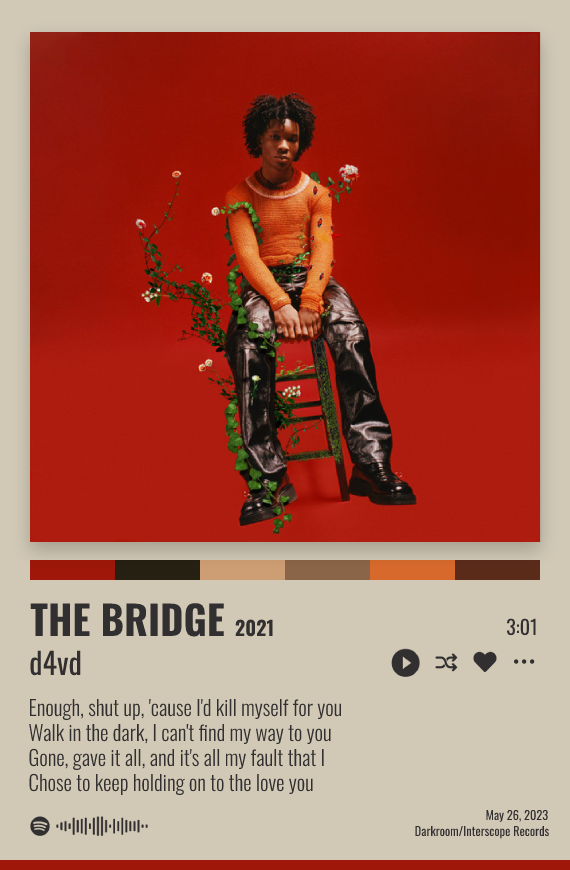 THE BRIDGE 2021
3:01
d4vd
Enough, shut up, 'cause I'd kill myself for you
Walk in the dark, I can't find my way to you
Gone, gave it all, and it's all my fault that I
Chose to keep holding on to the love you
May 26, 2023
Darkroom/Interscope Records